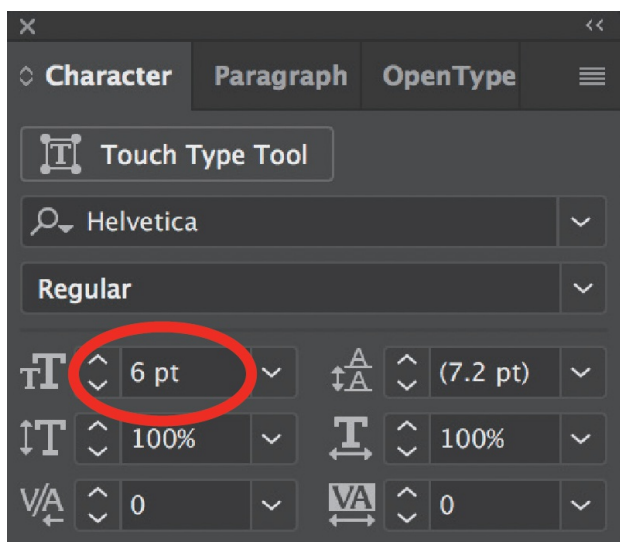 Character Paragraph OpenType
Touch Type Tool
Helvetica
Regular
6 pt (7.2 pt)
100% 100%
0 0